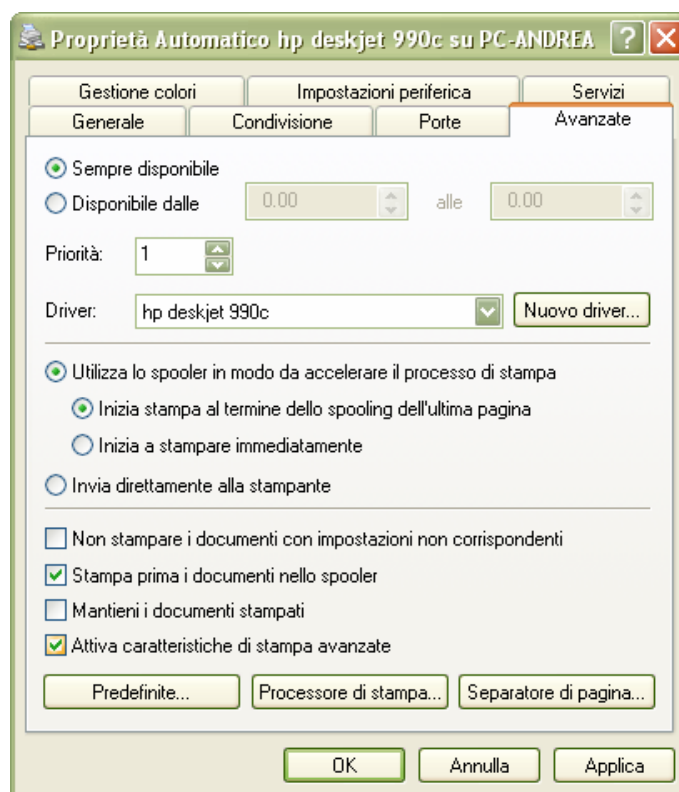 Proprietà Automatico hp deskjet 990c su PC-ANDREA
Gestione colori Impostazioni periferica Servizi
Generale Condivisione Porte Avanzate
Sempre disponibile
Disponibile dalle 0.00 alle 0.00
Priorità: 1
Driver: hp deskjet 990c Nuovo driver...
Utilizza lo spooler in modo da accelerare il processo di stampa
Inizia stampa al termine dello spooling dell'ultima pagina
Inizia a stampare immediatamente
Invia direttamente alla stampante
Non stampare i documenti con impostazioni non corrispondenti
Stampa prima i documenti nello spooler
Mantieni i documenti stampati
Attiva caratteristiche di stampa avanzate
Predefinite... Processore di stampa... Separatore di pagina...
OK Annulla Applica